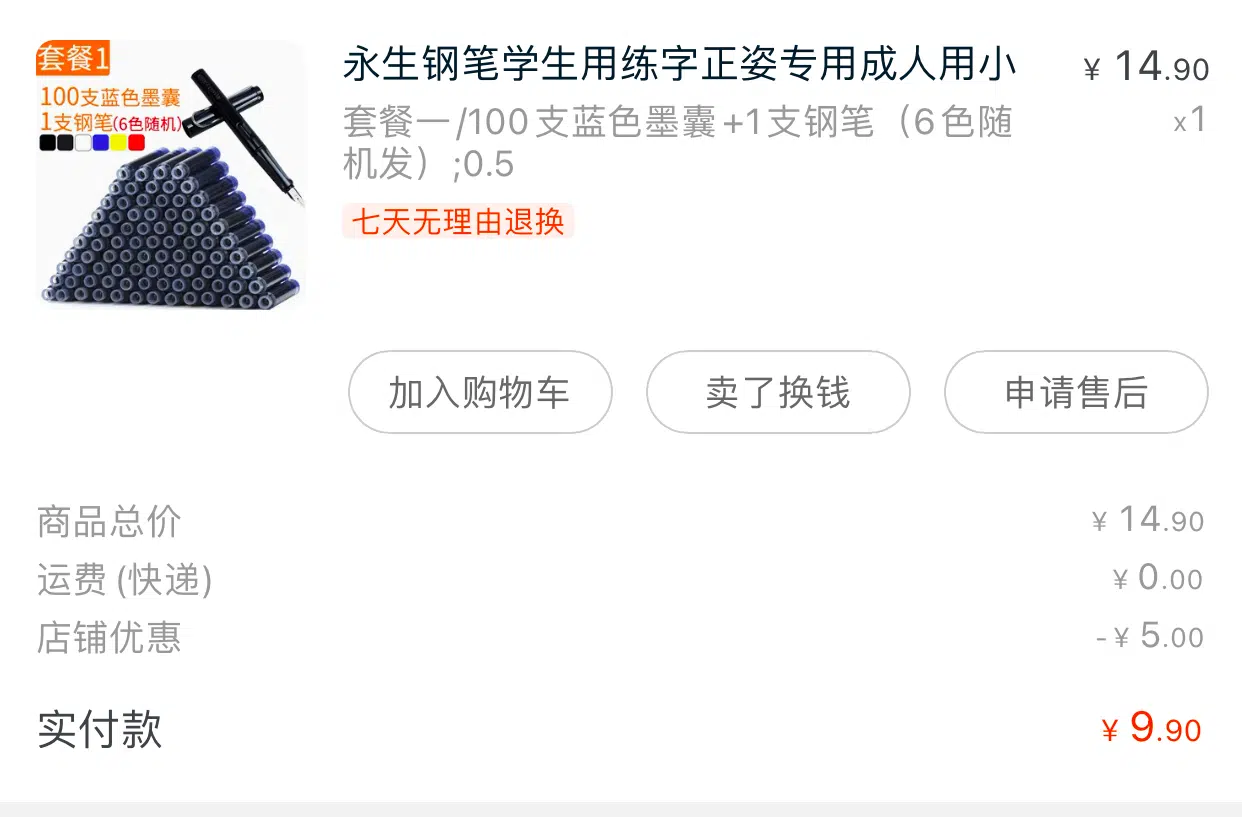 套餐1
100支蓝色墨囊
1支钢笔(6色随机)
永生钢笔学生用练字正姿专用成人用小
¥ 14.90
套餐一/100支蓝色墨囊+1支钢笔（6色随
x1
机发）;0.5
七天无理由退换
加入购物车
卖了换钱
申请售后
商品总价
¥ 14.90
运费 (快递)
¥ 0.00
店铺优惠
-¥ 5.00
实付款
¥ 9.90